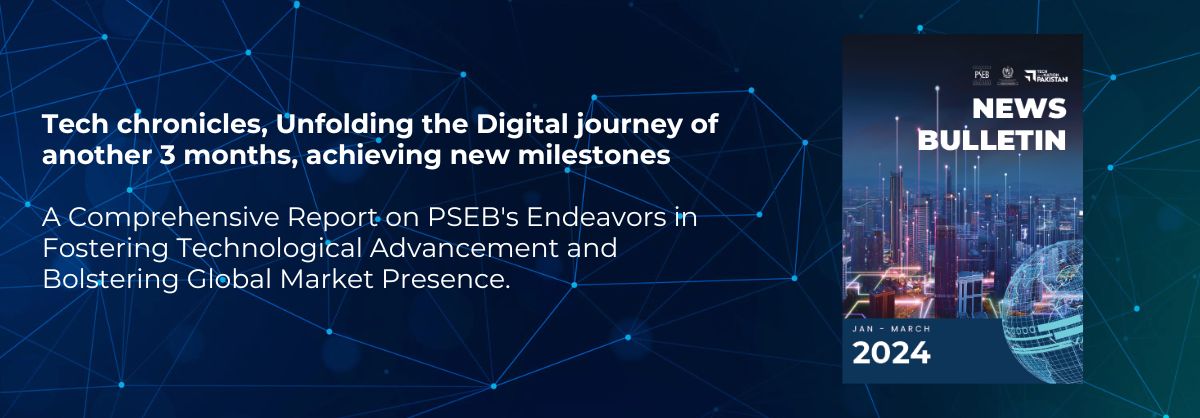 Tech chronicles, Unfolding the Digital journey of
another 3 months, achieving new milestones
A Comprehensive Report on PSEB's Endeavors in
Fostering Technological Advancement and
Bolstering Global Market Presence.
PSEB
TECH
NATION
PAKISTAN
NEWS
BULLETIN
JAN - MARCH
2024